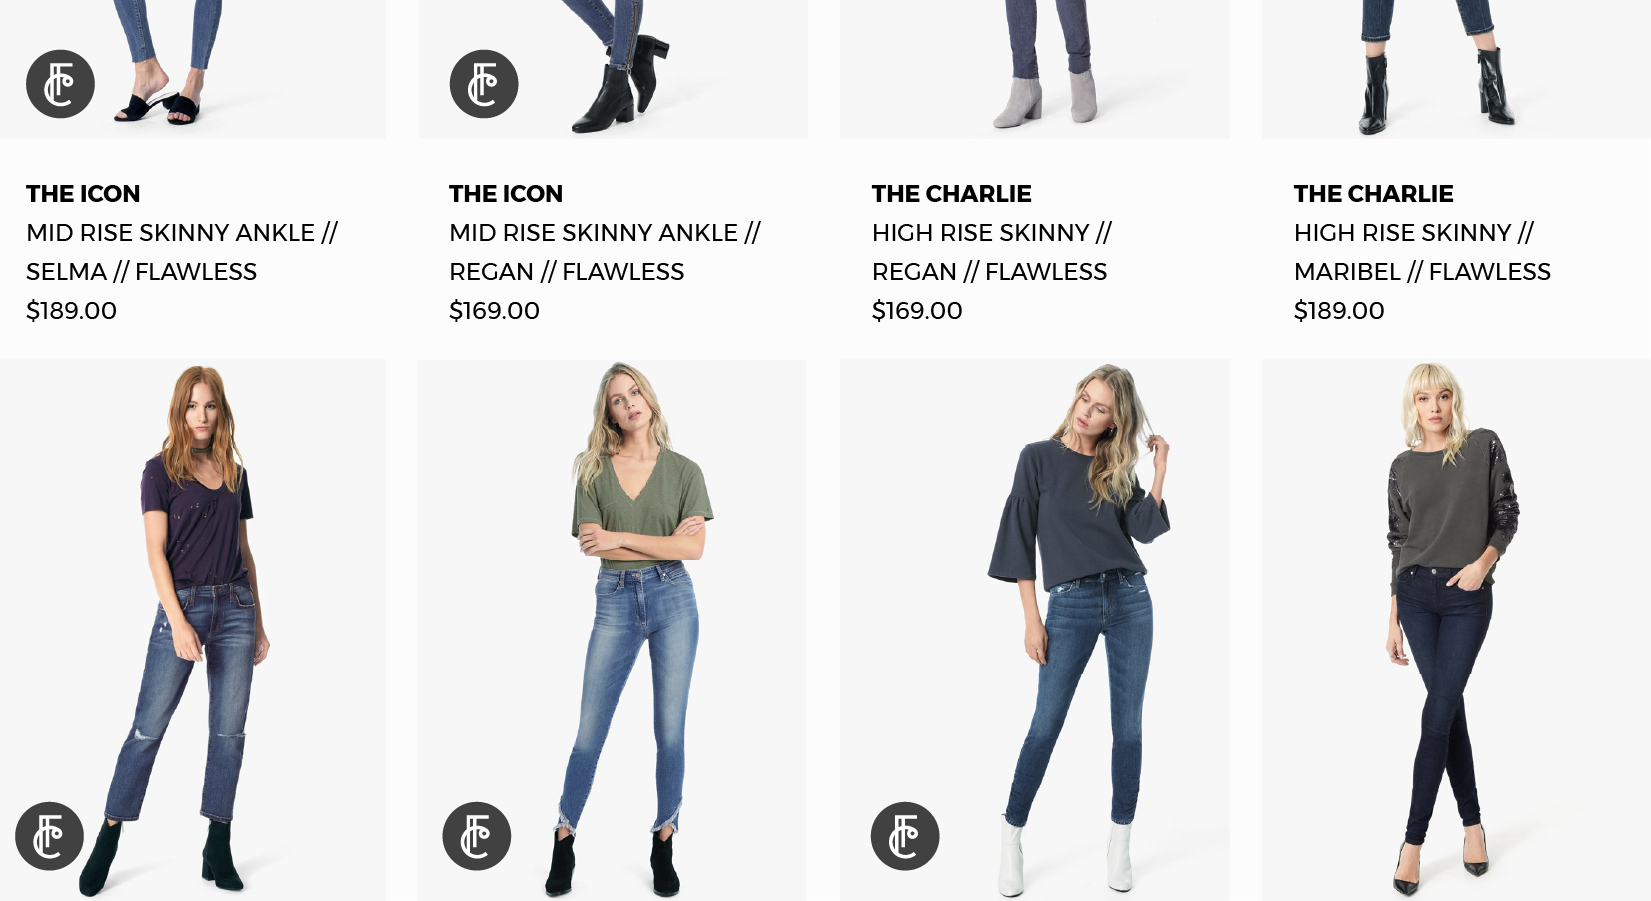 THE ICON
MID RISE SKINNY ANKLE //
SELMA // FLAWLESS
$189.00
THE ICON
MID RISE SKINNY ANKLE //
REGAN // FLAWLESS
$169.00
THE CHARLIE
HIGH RISE SKINNY //
REGAN // FLAWLESS
$169.00
THE CHARLIE
HIGH RISE SKINNY //
MARIBEL // FLAWLESS
$189.00